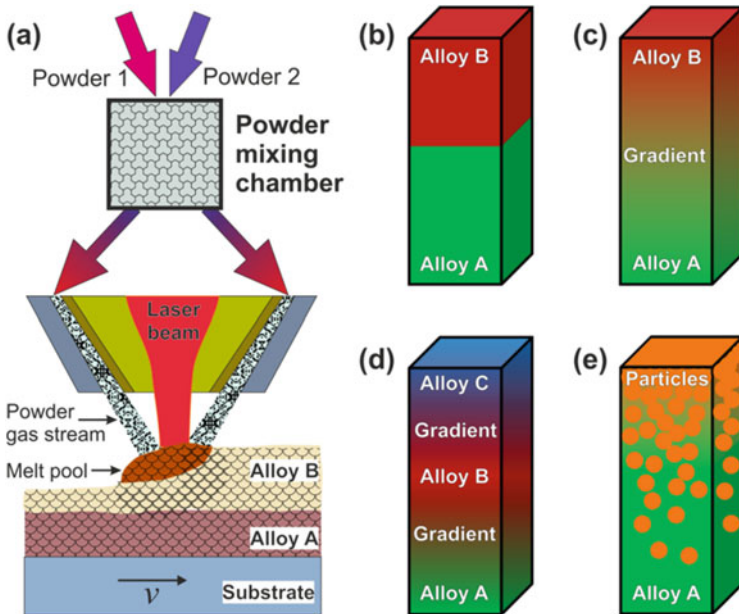 (a)
Powder 1
Powder 2
Powder
mixing
chamber
Laser
beam
Powder
gas stream
Melt pool
Alloy B
Alloy A
v
Substrate
(b)
Alloy B
Alloy A
(c)
Alloy B
Gradient
Alloy A
(d)
Alloy C
Gradient
Alloy B
Gradient
Alloy A
(e)
Particles
Alloy A